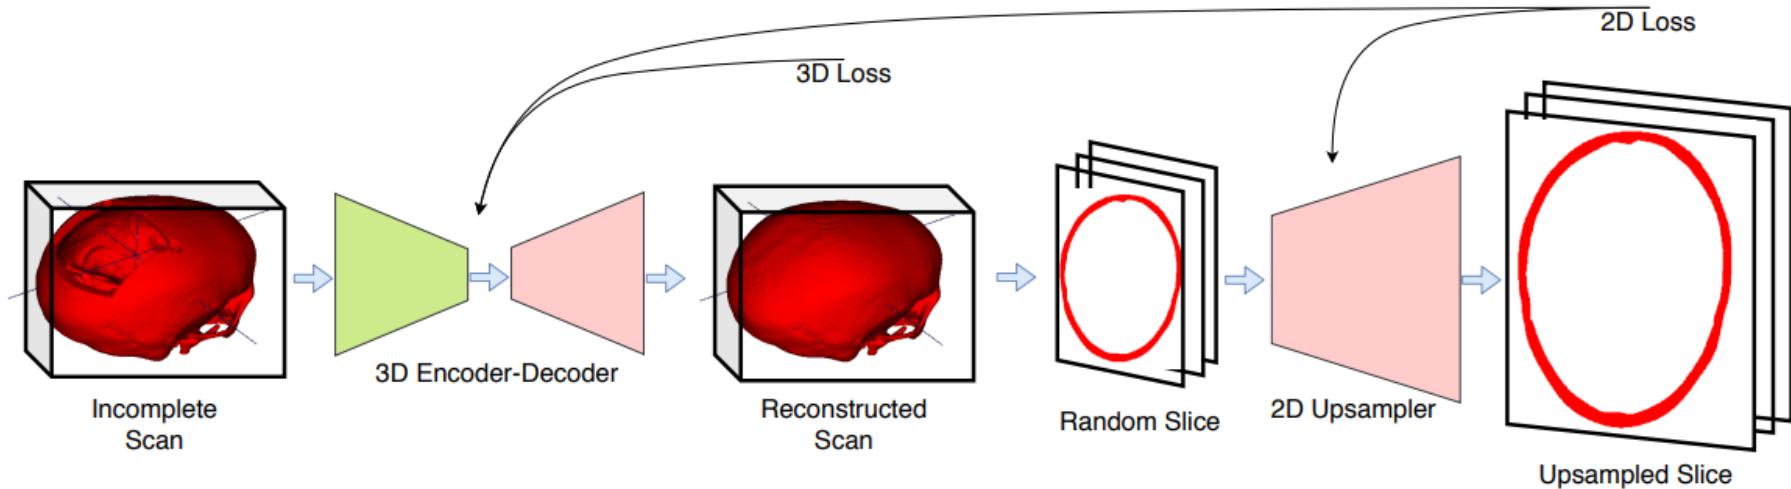 2D Loss
3D Loss
3D Encoder-Decoder
Incomplete
Scan
Reconstructed
Scan
Random Slice
2D Upsampler
Upsampled Slice